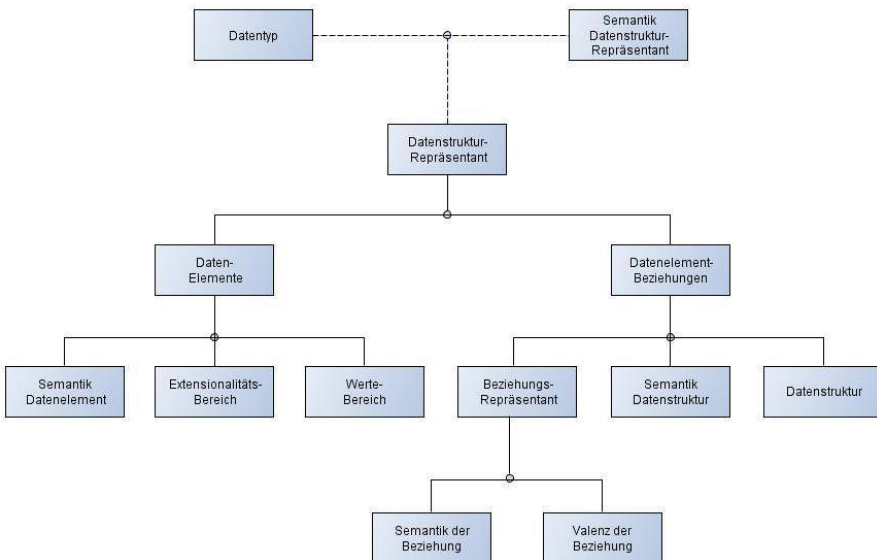 Datentyp
Semantik
Datenstruktur-
Repräsentant
Datenstruktur-
Repräsentant
Daten-
Elemente
Datenelement-
Beziehungen
Semantik
Datenelement
Extensionalitäts-
Bereich
Werte-
Bereich
Beziehungs-
Repräsentant
Semantik
Datenstruktur
Datenstruktur
Semantik der
Beziehung
Valenz der
Beziehung